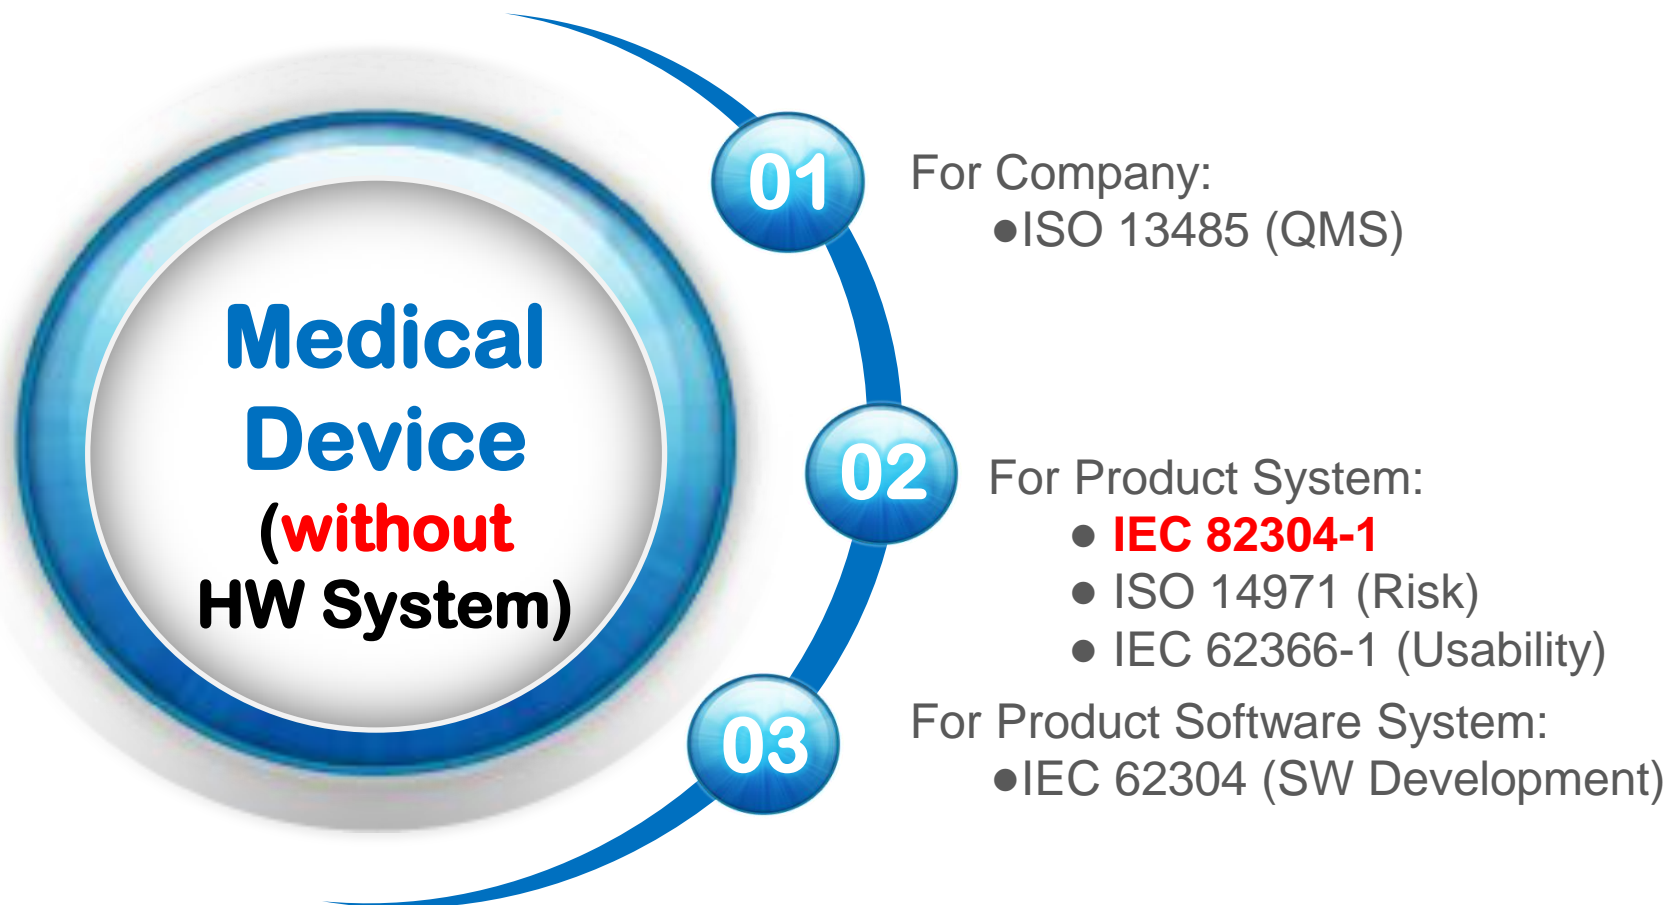 Medical
Device
(without
HW System)
01
For Company:
●ISO 13485 (QMS)
02
For Product System:
● IEC 82304-1
● ISO 14971 (Risk)
● IEC 62366-1 (Usability)
03
For Product Software System:
●IEC 62304 (SW Development)